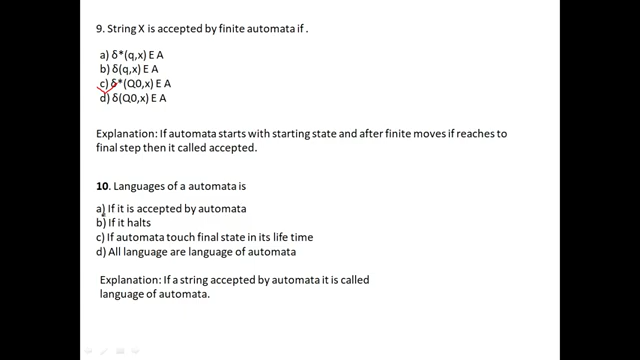 9. String X is accepted by finite automata if .
a) δ*(q,x) E A
b) δ(q,x) E A
c) δ*(Q0,x) E A
d) δ(Q0,x) E A
Explanation: If automata starts with starting state and after finite moves if reaches to
final step then it called accepted.
10. Languages of a automata is
a) If it is accepted by automata
b) If it halts
c) If automata touch final state in its life time
d) All language are language of automata
Explanation: If a string accepted by automata it is called
language of automata.